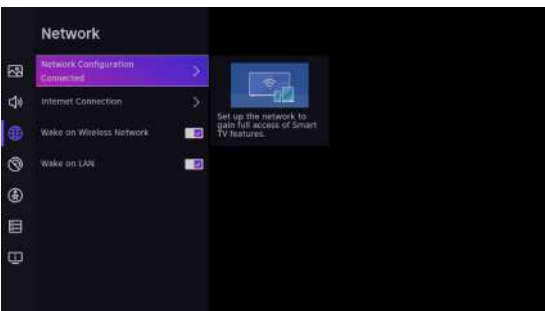 Network
Network Configuration
Connected
Internet Connection
Wake on Wireless Network
Wake on LAN
Set up the network to
gain full access of Smart
TV features.